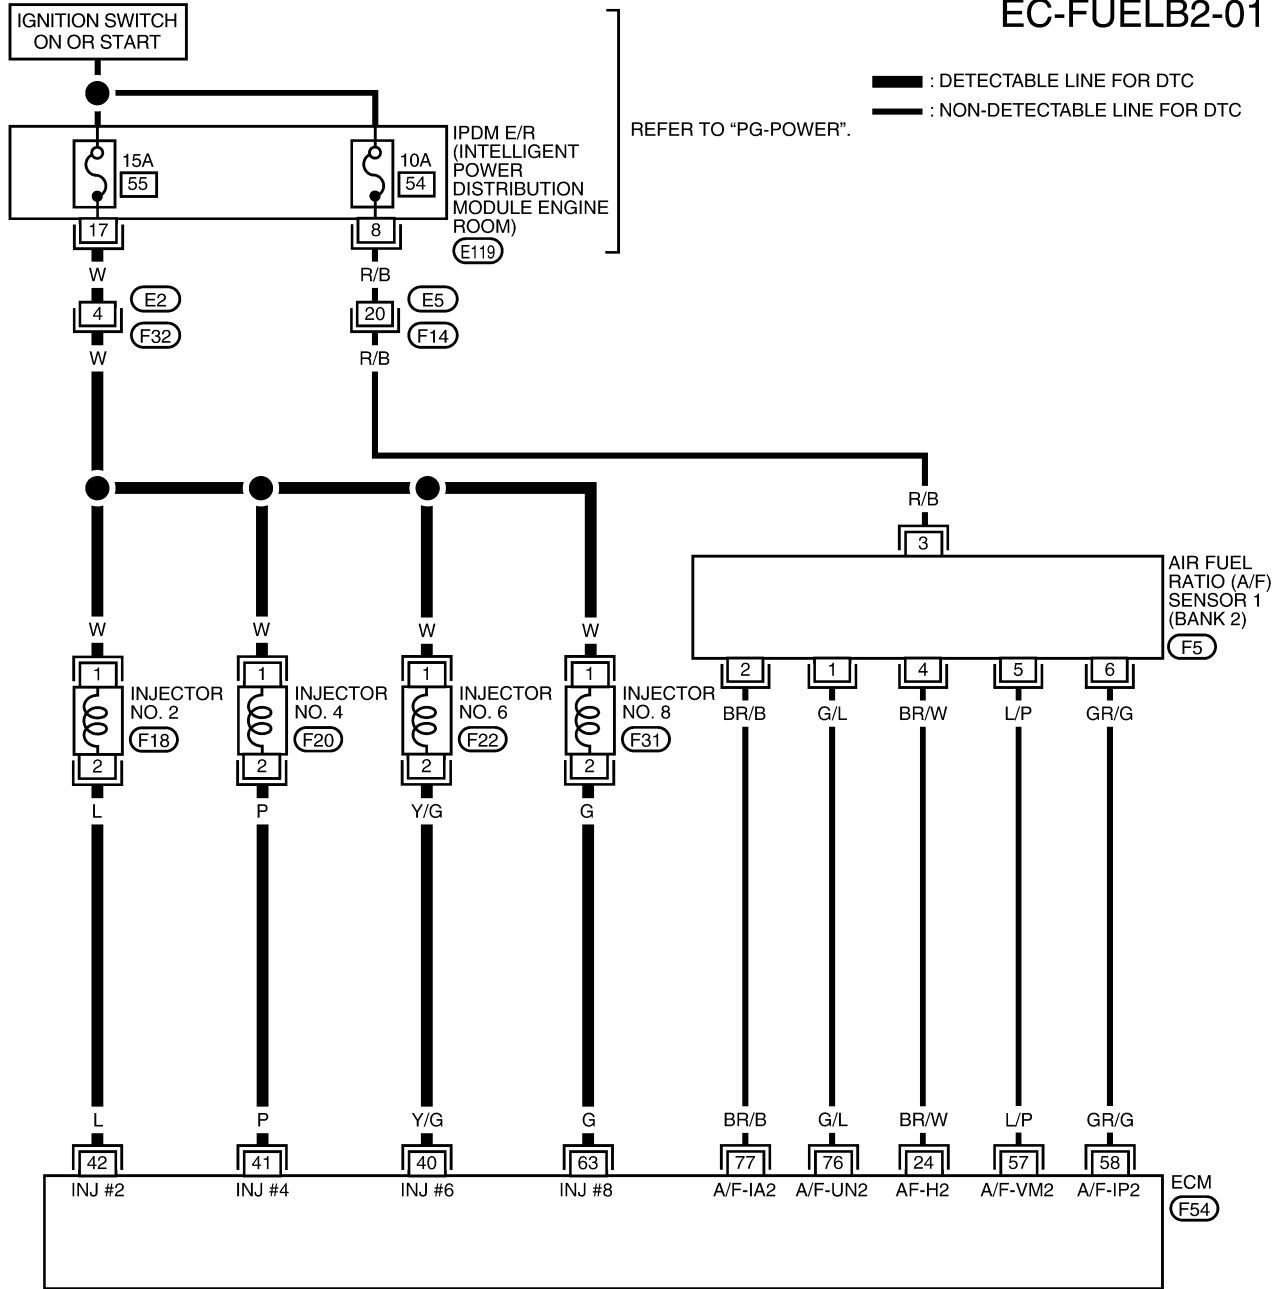 EC-FUELB2-01
IGNITION SWITCH
ON OR START
: DETECTABLE LINE FOR DTC
: NON-DETECTABLE LINE FOR DTC
REFER TO “PG-POWER”.
15A
55
10A
54
IPDM E/R
(INTELLIGENT
POWER
DISTRIBUTION
MODULE ENGINE
ROOM)
E119
17
8
W
R/B
4
E2
F32
20
E5
F14
W
R/B
R/B
3
AIR FUEL
RATIO (A/F)
SENSOR 1
(BANK 2)
F5
W
W
W
W
1
1
1
1
2
1
4
5
6
INJECTOR
NO. 2
F18
INJECTOR
NO. 4
F20
INJECTOR
NO. 6
F22
INJECTOR
NO. 8
F31
BR/B
G/L
BR/W
L/P
GR/G
2
2
2
2
L
P
Y/G
G
L
P
Y/G
G
BR/B
G/L
BR/W
L/P
GR/G
42
41
40
63
77
76
24
57
58
INJ #2
INJ #4
INJ #6
INJ #8
A/F-IA2
A/F-UN2
AF-H2
A/F-VM2
A/F-IP2
ECM
F54